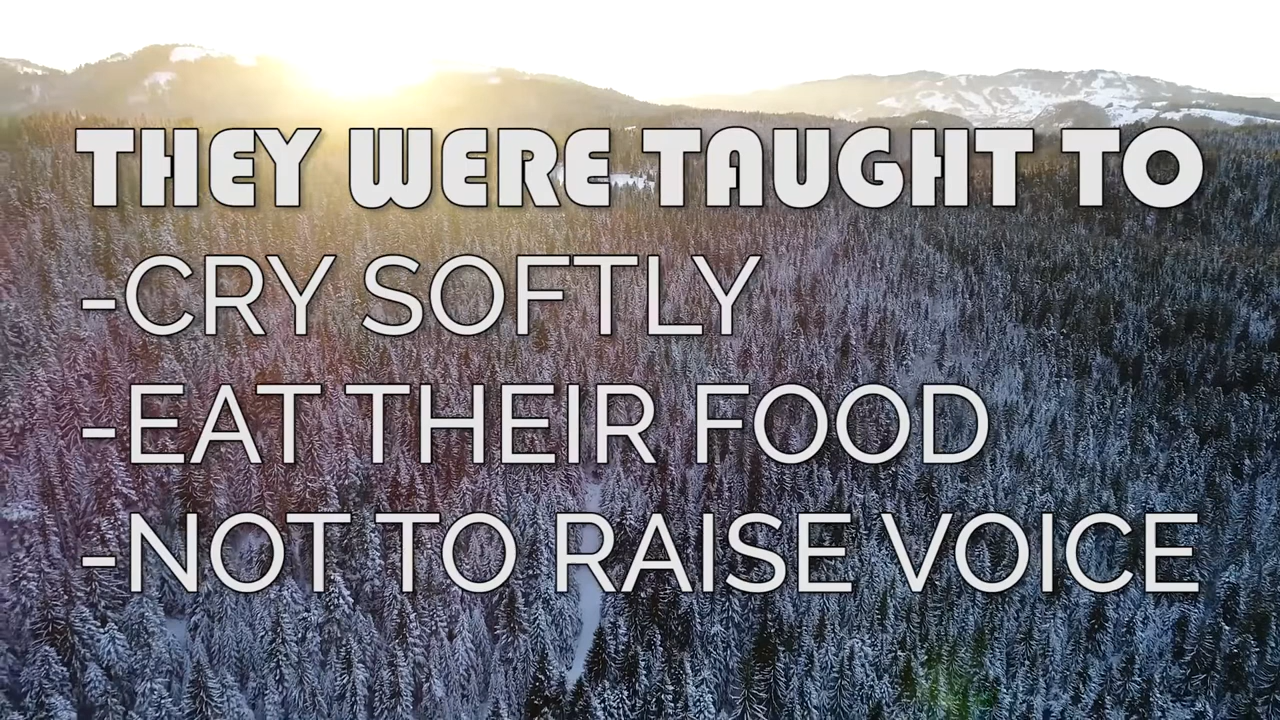 THEY WERE TAUGHT TO
-CRY SOFTLY
-EAT THEIR FOOD
-NOT TO RAISE VOICE